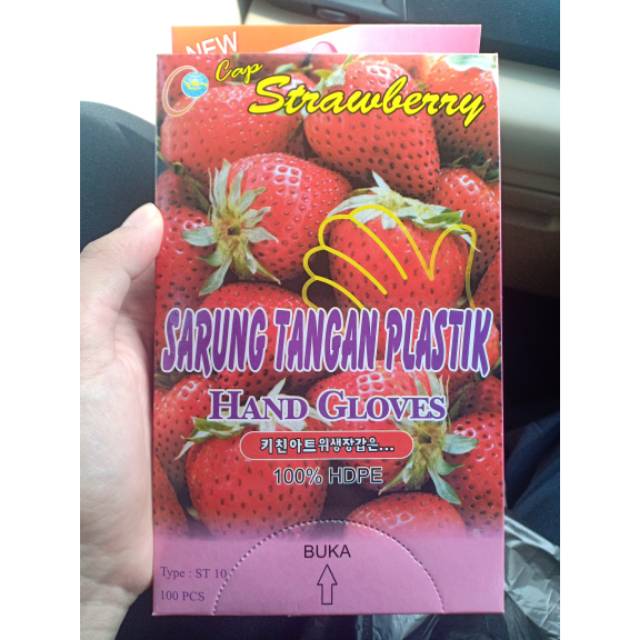 NEW
Cap
Strawberry
SARUNG TANGAN PLASTIK
HAND GLOVES
키친아트위생장갑은...
100% HDPE
BUKA
Type : ST 10
100 PCS